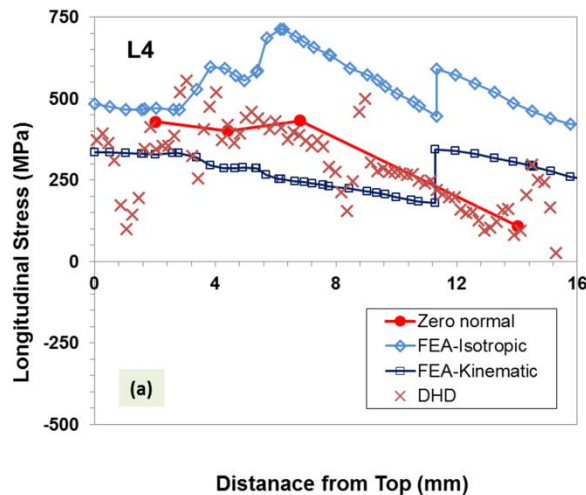 L4
750
500
250
0
-250
-500
Longitudinal Stress (MPa)
0 4 8 12 16
Zero normal
FEA-Isotropic
FEA-Kinematic
DHD
(a)
Distanace from Top (mm)